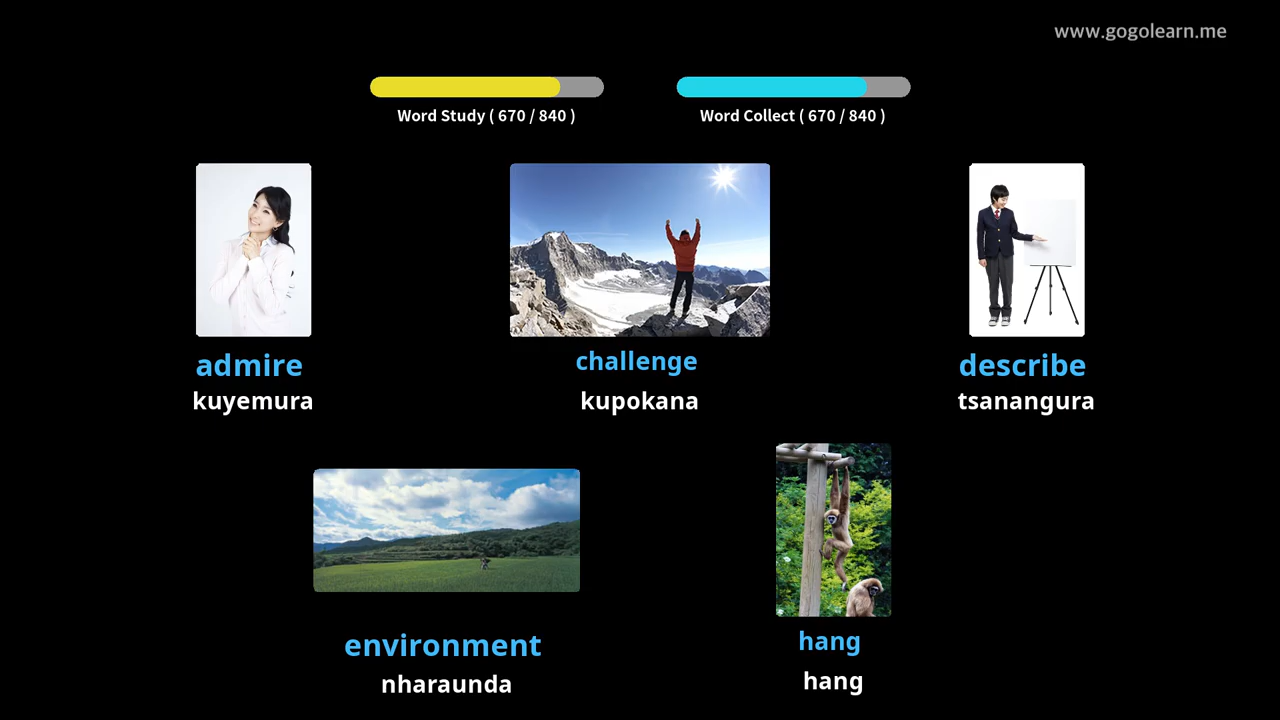 www.gogolearn.me
Word Study ( 670 / 840 )
Word Collect ( 670 / 840 )
admire
kuyemura
challenge
kupokana
describe
tsanangura
environment
nharaunda
hang
hang